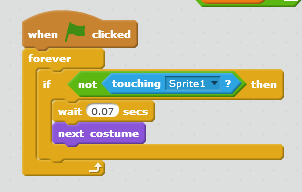 when clicked
forever
if not touching Sprite1 ? then
wait 0.07 secs
next costume